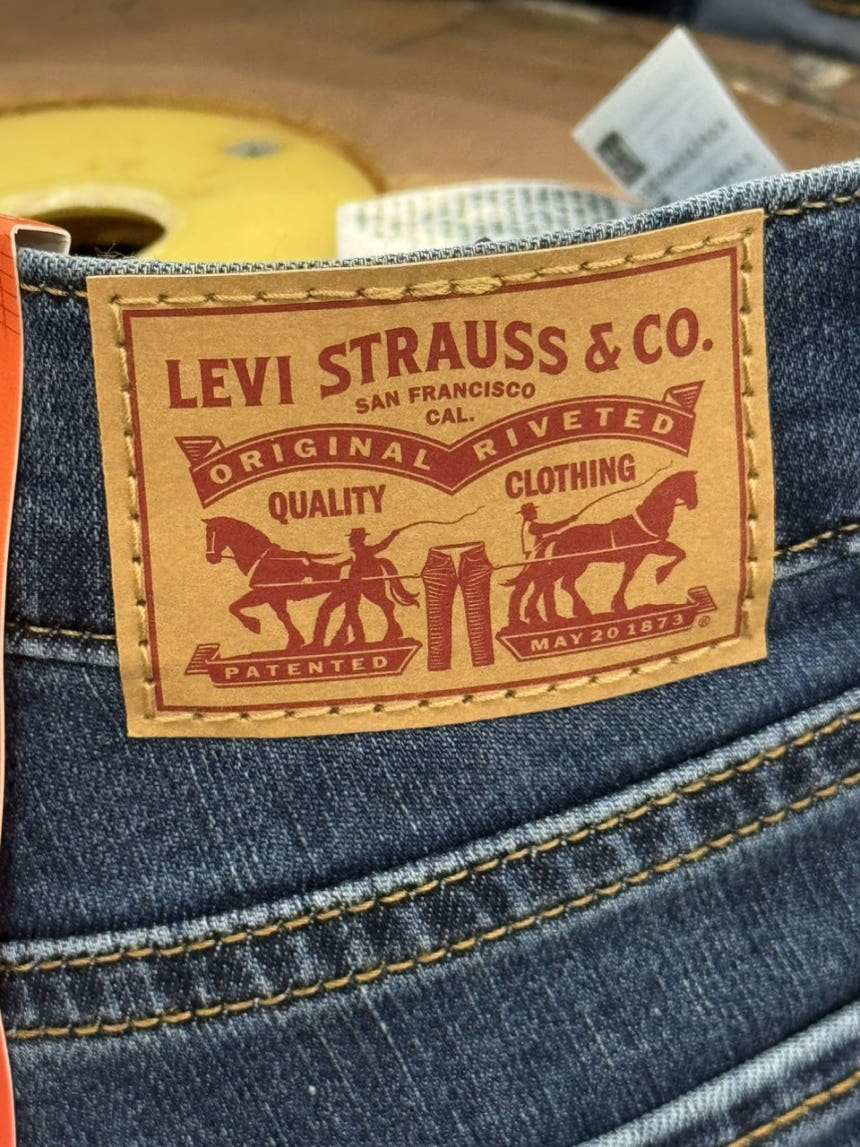 LEVI STRAUSS & CO.
SAN FRANCISCO
CAL.
ORIGINAL RIVETED
QUALITY CLOTHING
PATENTED MAY 20 1873 ®